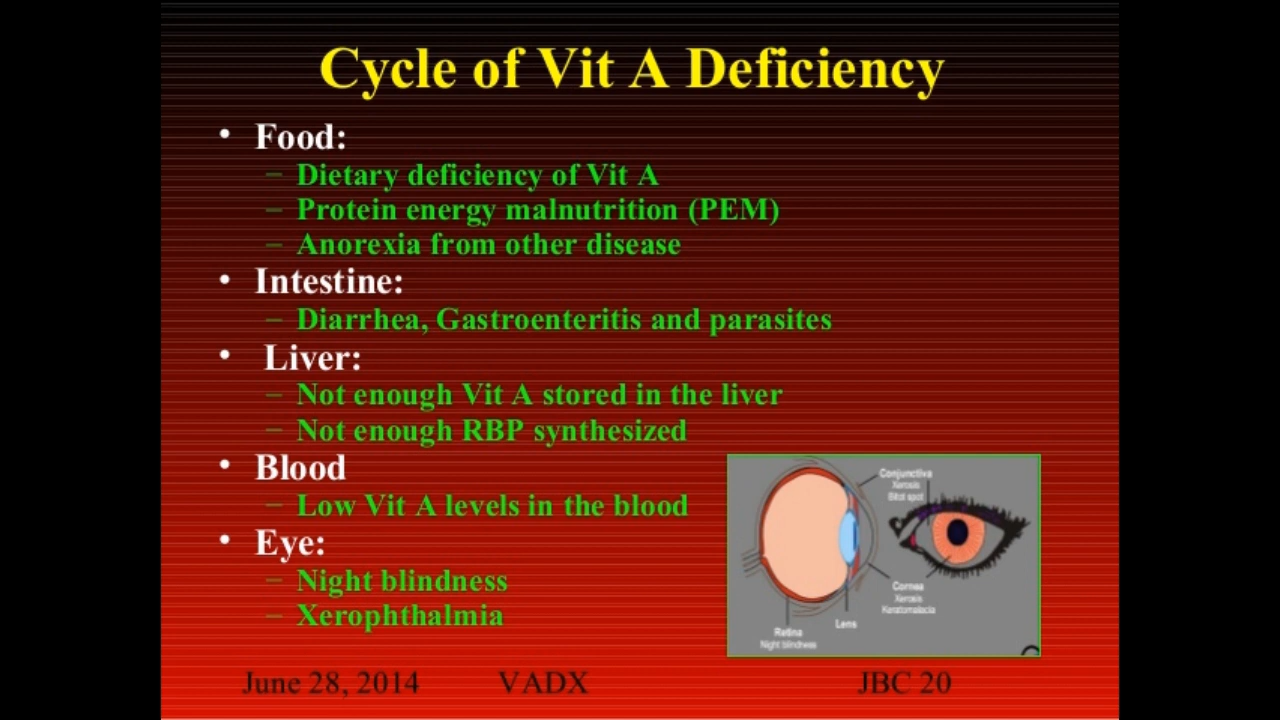 Cycle of Vit A Deficiency
• Food:
– Dietary deficiency of Vit A
– Protein energy malnutrition (PEM)
– Anorexia from other disease
• Intestine:
– Diarrhea, Gastroenteritis and parasites
• Liver:
– Not enough Vit A stored in the liver
– Not enough RBP synthesized
• Blood
– Low Vit A levels in the blood
• Eye:
– Night blindness
– Xerophthalmia
Conjunctiva
Xerosis
Bitot spot
Cornea
Xerosis
Keratomalacia
Lens
Retina
Night blindness
June 28, 2014 VADX JBC 20